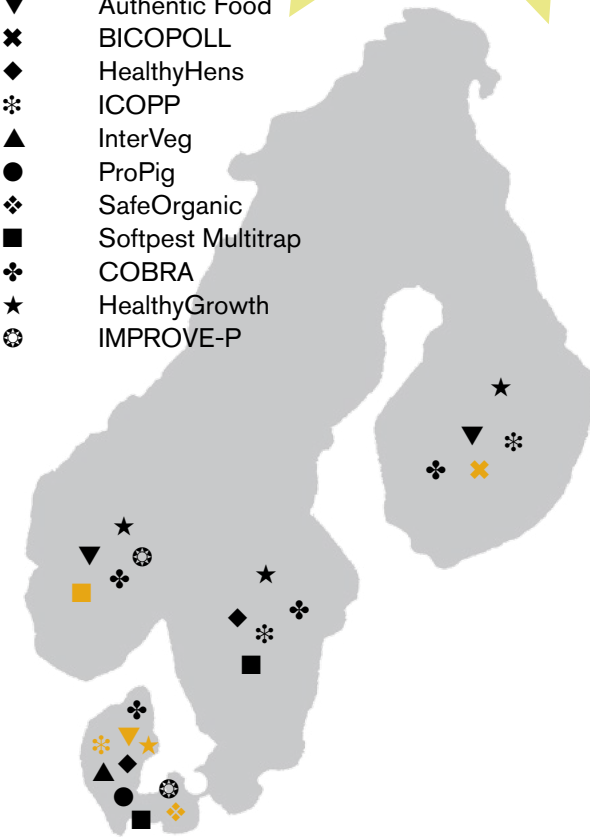 Authentic Food
BICOPOLL
HealthyHens
ICOPP
InterVeg
ProPig
SafeOrganic
Softpest Multitrap
COBRA
HealthyGrowth
IMPROVE-P